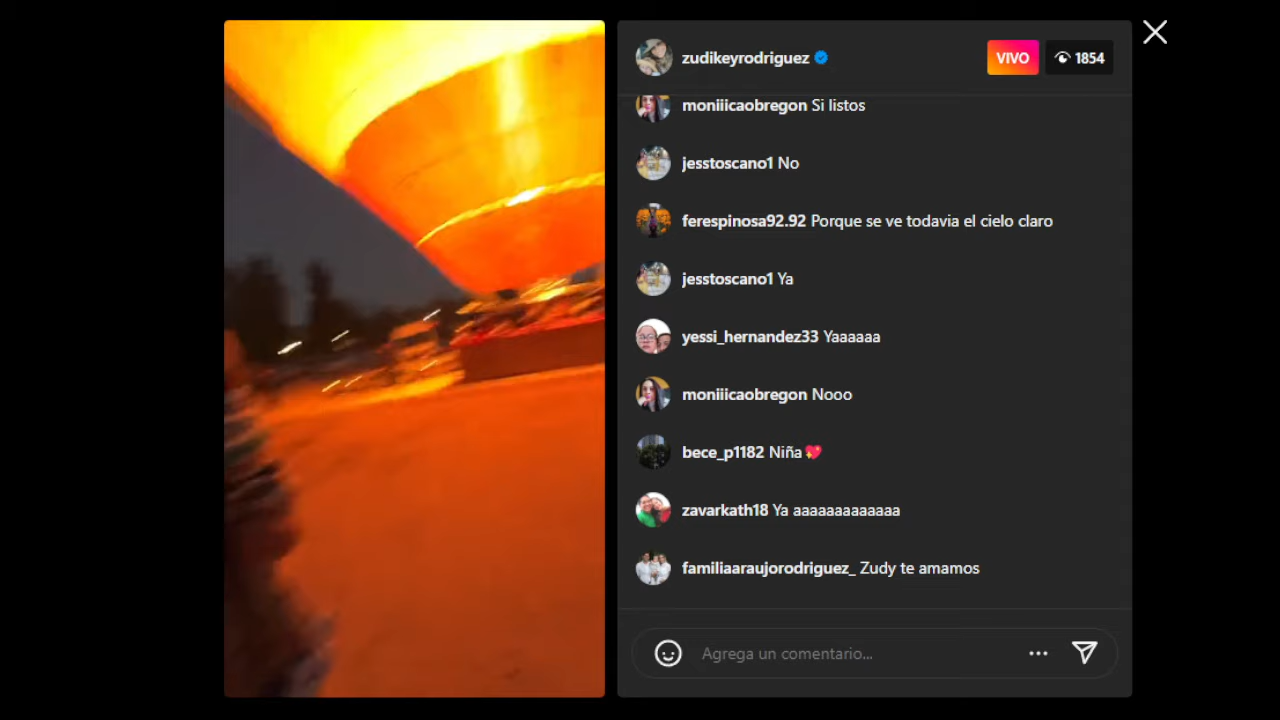 zudikeyrodriguez
VIVO
1854
moniiicaobregon Si listos
jesstoscano1 No
ferespinosa92.92 Porque se ve todavia el cielo claro
jesstoscano1 Ya
yessi_hernandez33 Yaaaaaa
moniiicaobregon Nooo
bece_p1182 Niña💖
zavarkath18 Ya aaaaaaaaaaaaa
familiaaraujorodriguez_ Zudy te amamos
Agrega un comentario...